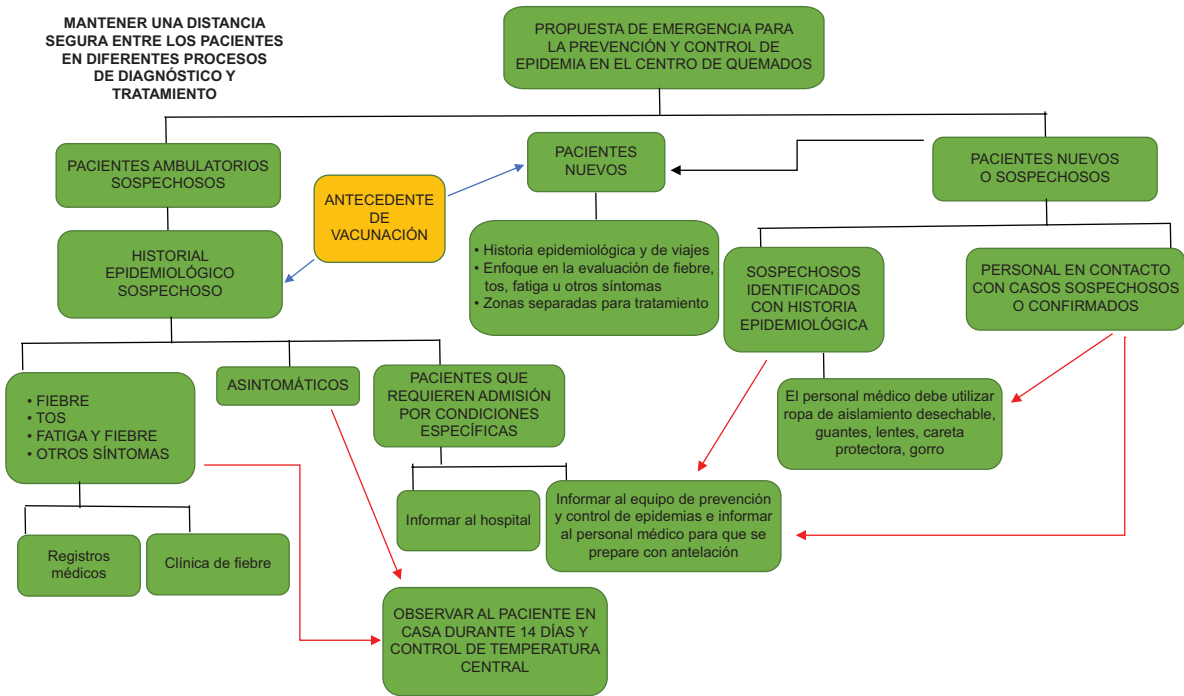 MANTENER UNA DISTANCIA
SEGURA ENTRE LOS PACIENTES
EN DIFERENTES PROCESOS
DE DIAGNÓSTICO Y
TRATAMIENTO
PROPUESTA DE EMERGENCIA PARA
LA PREVENCIÓN Y CONTROL DE
EPIDEMIA EN EL CENTRO DE QUEMADOS
PACIENTES AMBULATORIOS
SOSPECHOSOS
PACIENTES
NUEVOS
PACIENTES NUEVOS
O SOSPECHOSOS
ANTECEDENTE
DE
VACUNACIÓN
HISTORIAL
EPIDEMIOLÓGICO
SOSPECHOSO
• Historia epidemiológica y de viajes
• Enfoque en la evaluación de fiebre,
tos, fatiga u otros síntomas
• Zonas separadas para tratamiento
SOSPECHOSOS
IDENTIFICADOS
CON HISTORIA
EPIDEMIOLÓGICA
PERSONAL EN CONTACTO
CON CASOS SOSPECHOSOS
O CONFIRMADOS
• FIEBRE
• TOS
• FATIGA Y FIEBRE
• OTROS SÍNTOMAS
ASINTOMÁTICOS
PACIENTES QUE
REQUIEREN ADMISIÓN
POR CONDICIONES
ESPECÍFICAS
El personal médico debe utilizar
ropa de aislamiento desechable,
guantes, lentes, careta
protectora, gorro
Informar al hospital
Informar al equipo de prevención
y control de epidemias e informar
al personal médico para que se
prepare con antelación
Registros
médicos
Clínica de fiebre
OBSERVAR AL PACIENTE EN
CASA DURANTE 14 DÍAS Y
CONTROL DE TEMPERATURA
CENTRAL